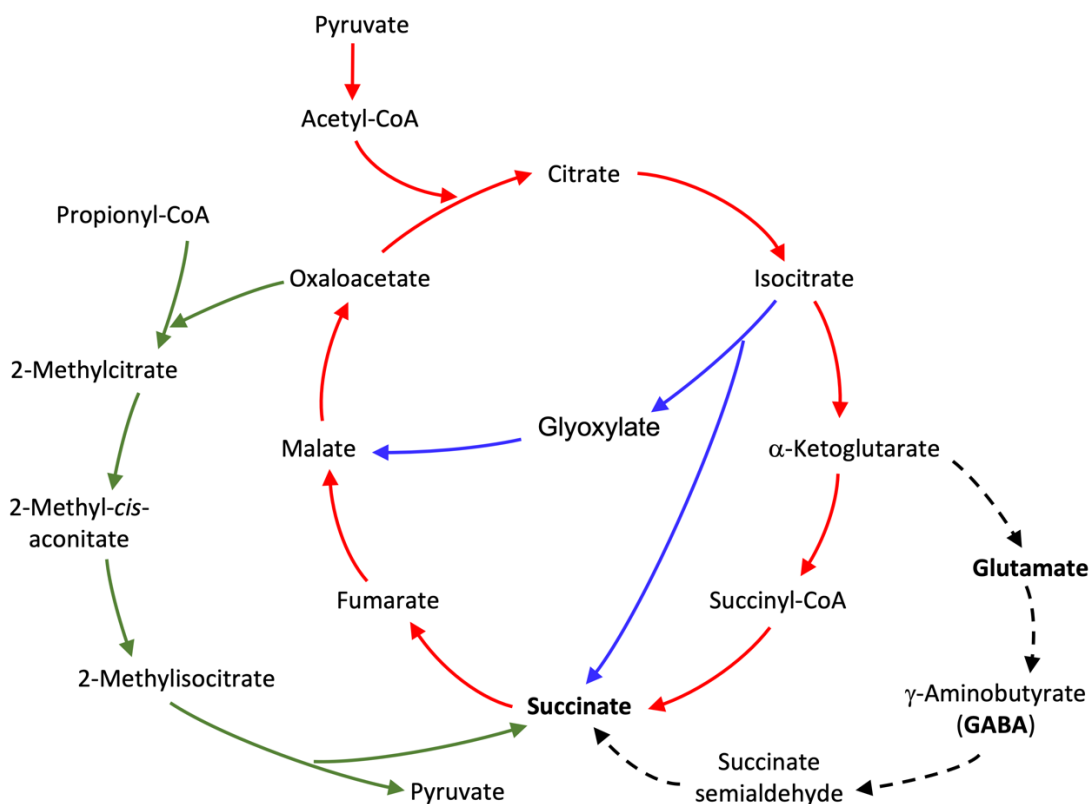 Pyruvate
Acetyl-CoA
Citrate
Propionyl-CoA
Oxaloacetate
Isocitrate
2-Methylcitrate
Glyoxylate
Malate
α-Ketoglutarate
2-Methyl-cis-
aconitate
Glutamate
Fumarate
Succinyl-CoA
2-Methylisocitrate
Succinate
γ-Aminobutyrate
(GABA)
Succinate
semialdehyde
Pyruvate